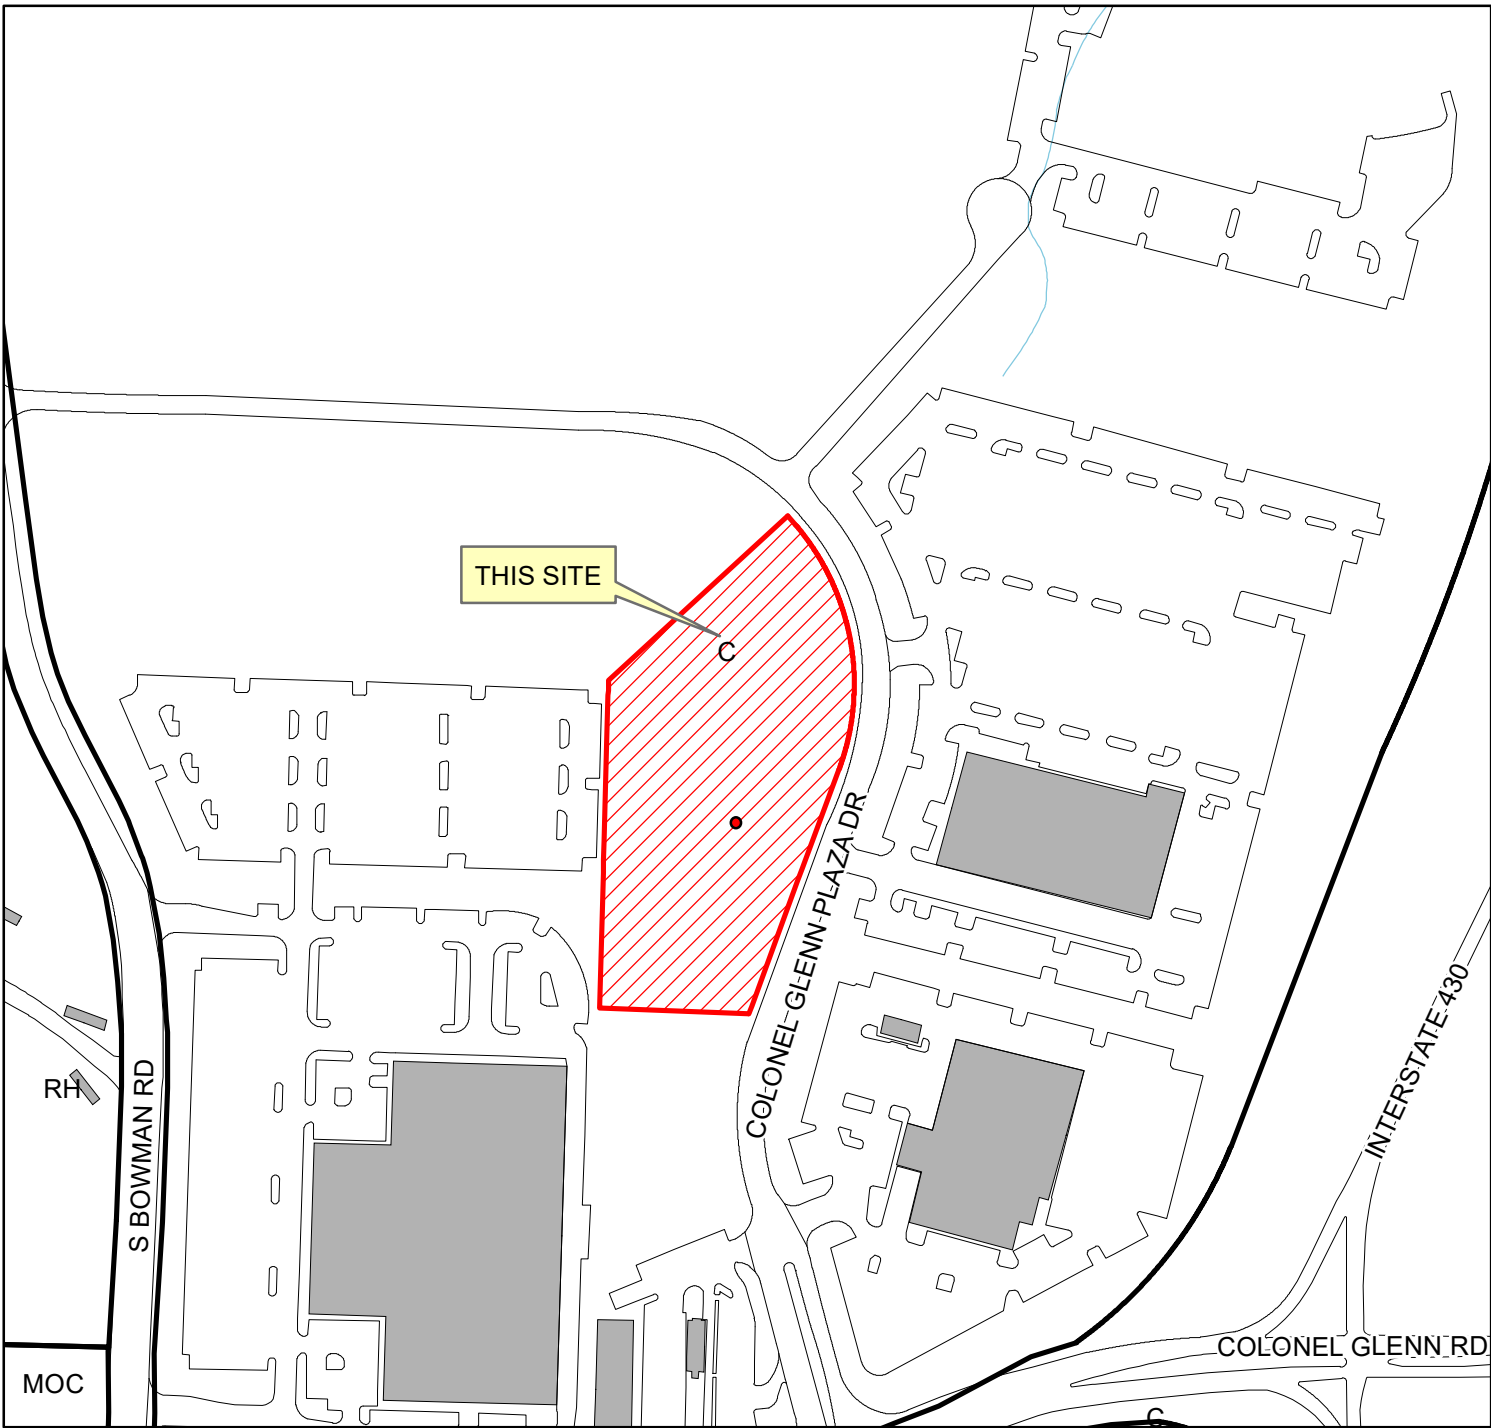 THIS SITE
C
COLONEL GLENN PLAZA DR
INTERSTATE 430
RH
S BOWMAN RD
COLONEL GLENN RD
MOC
C